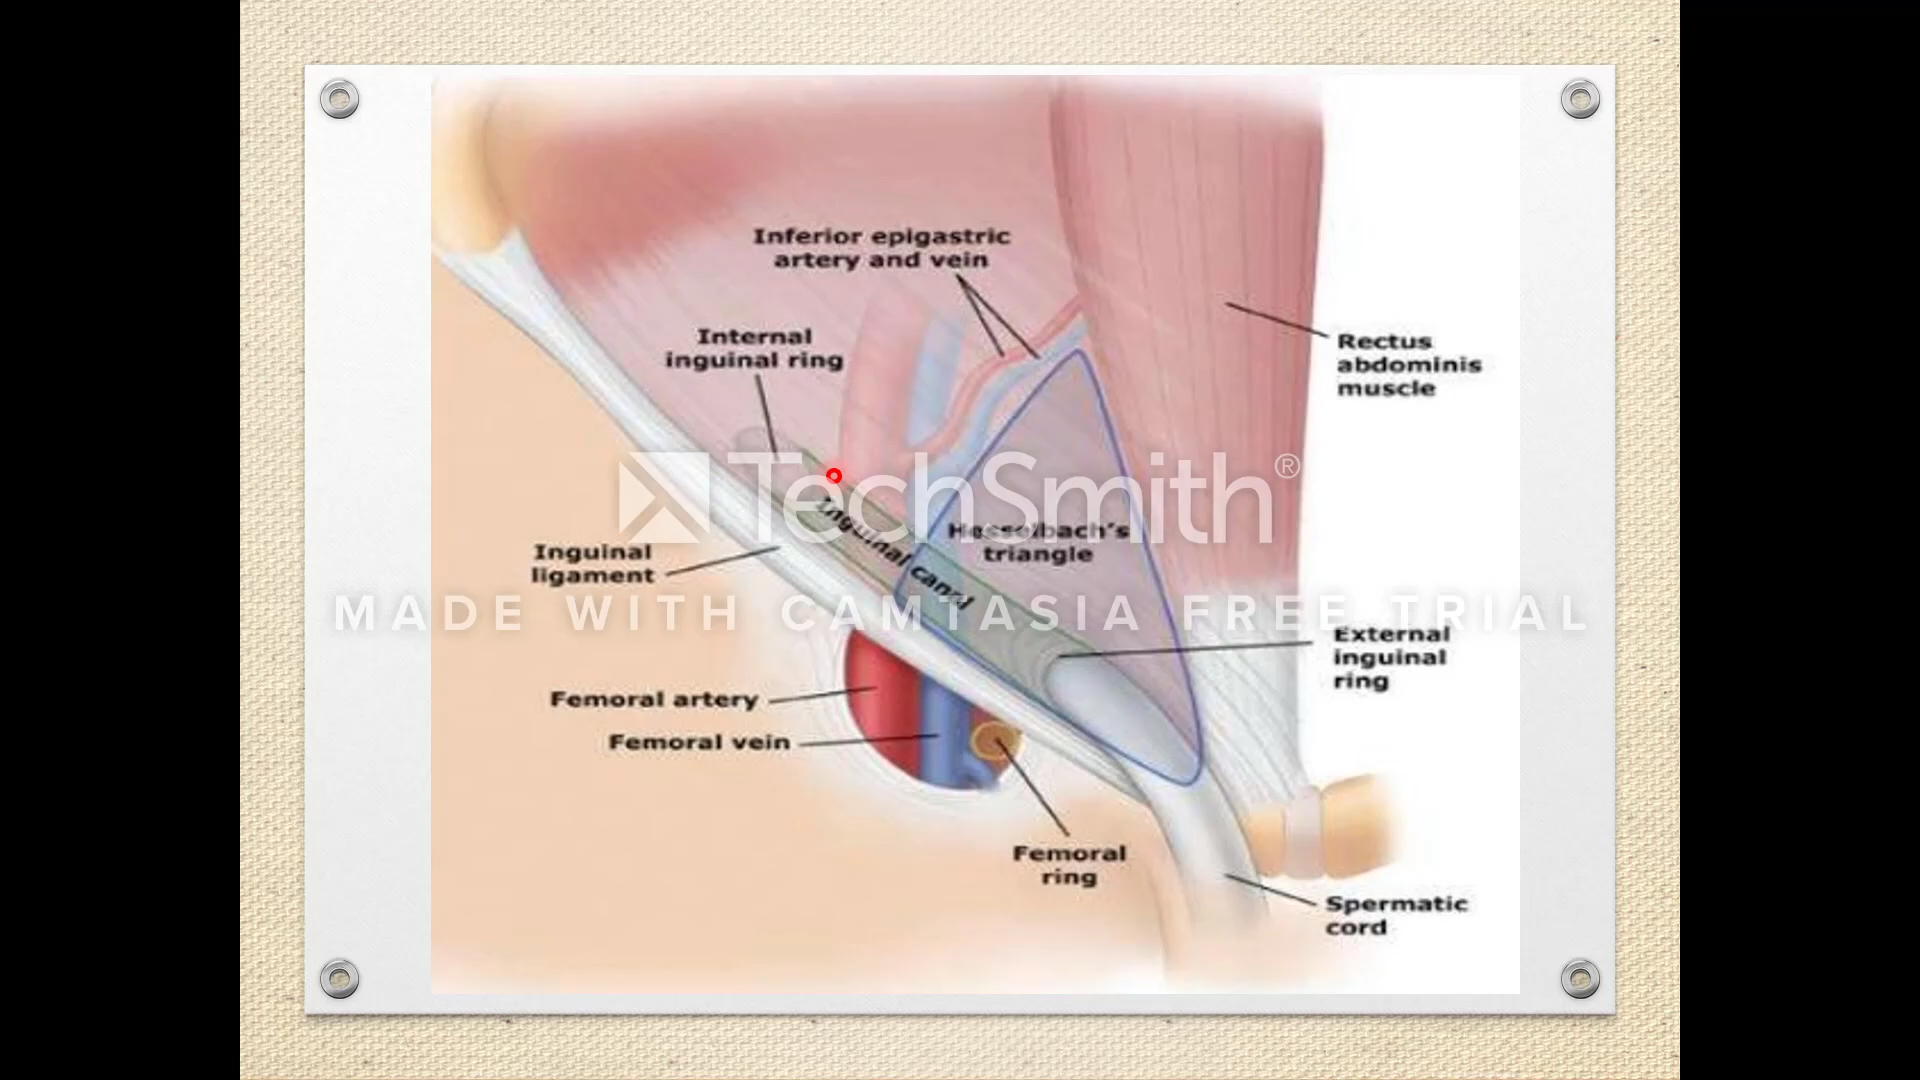 Inferior epigastric
artery and vein
Internal
inguinal ring
Rectus
abdominis
muscle
TechSmith®
Inguinal canal
Hesselbach's
triangle
Inguinal
ligament
MADE WITH CAMTASIA FREE TRIAL
External
inguinal
ring
Femoral artery
Femoral vein
Femoral
ring
Spermatic
cord